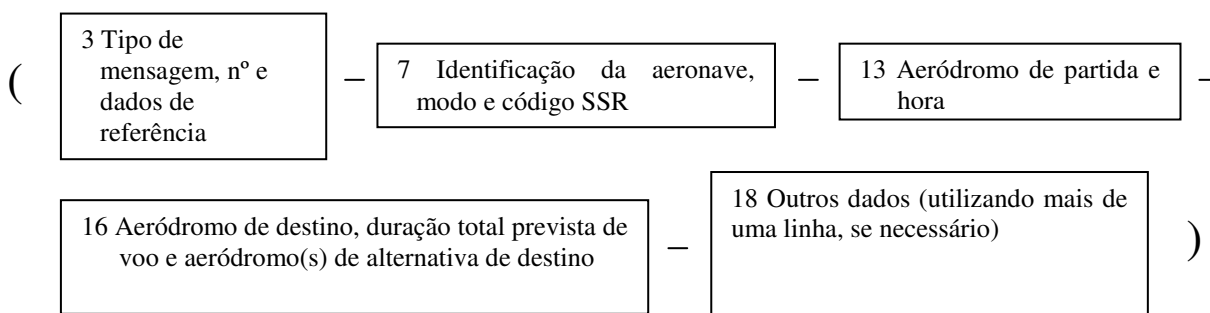 (
3 Tipo de
mensagem, nº e
dados de
referência
–
7 Identificação da aeronave,
modo e código SSR
–
13 Aeródromo de partida e
hora
–
16 Aeródromo de destino, duração total prevista de
voo e aeródromo(s) de alternativa de destino
–
18 Outros dados (utilizando mais de
uma linha, se necessário)
)